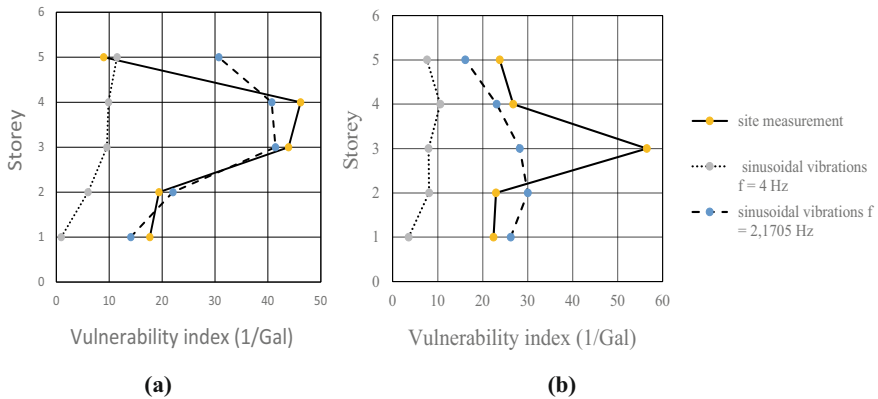 6
5
4
3
2
1
0
Storey
0 10 20 30 40 50
Vulnerability index (1/Gal)
(a)
6
5
4
3
2
1
0
Storey
0 10 20 30 40 50 60
Vulnerability index (1/Gal)
(b)
site measurement
sinusoidal vibrations
f = 4 Hz
sinusoidal vibrations f
= 2,1705 Hz